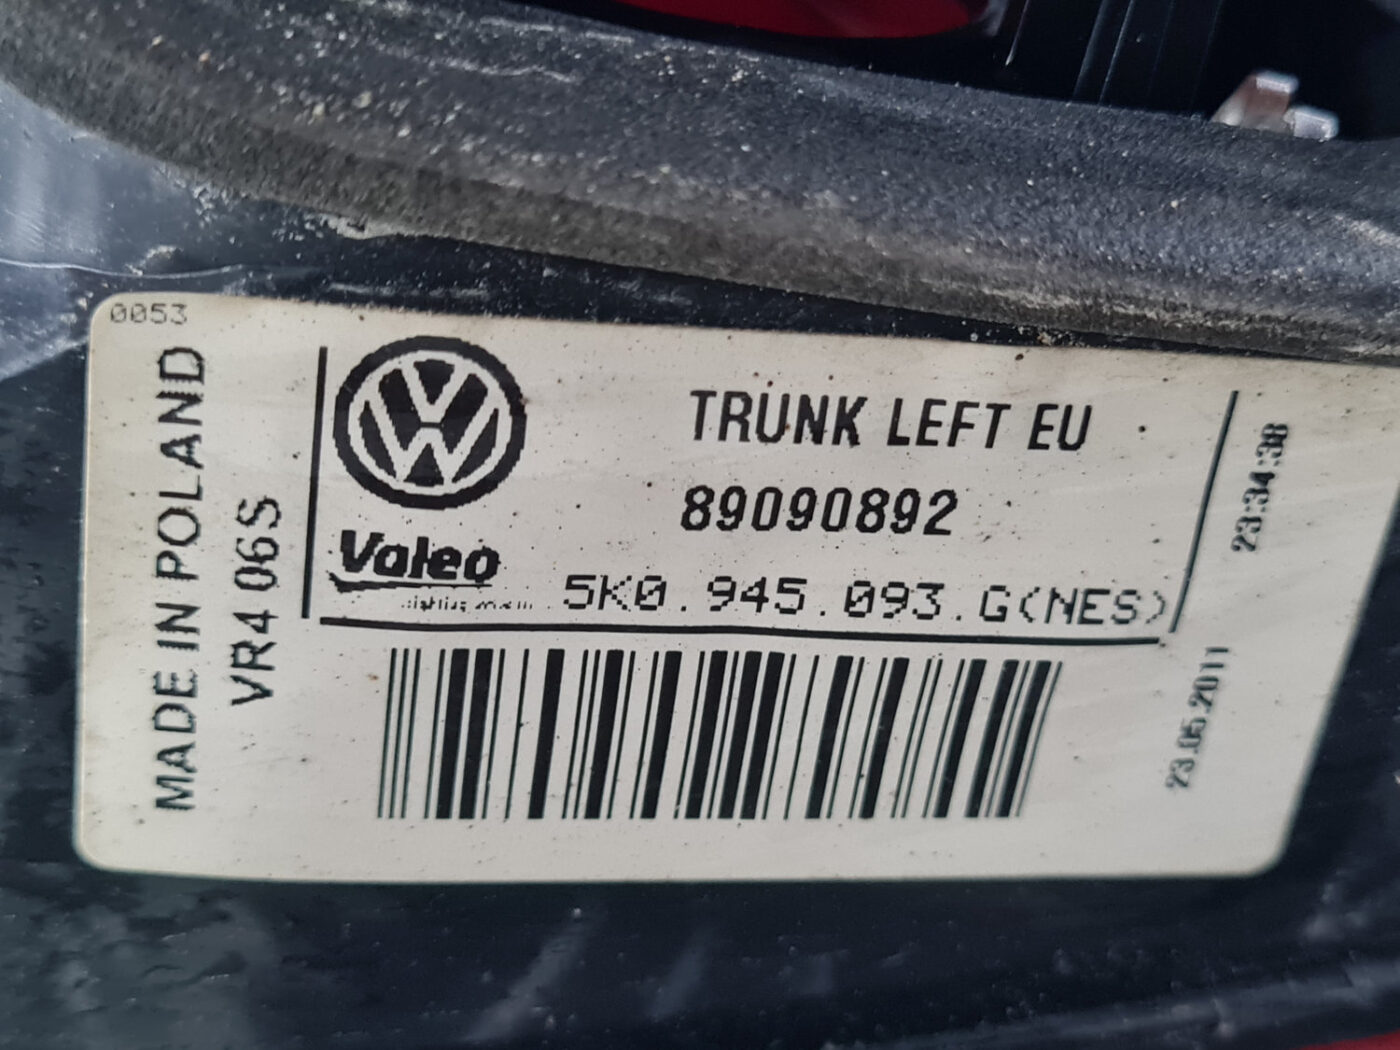 0053
MADE IN POLAND
VR4 06S
Valeo
TRUNK LEFT EU
89090892
5K0.945.093.G(NES)
23:34:38
23.05.2011